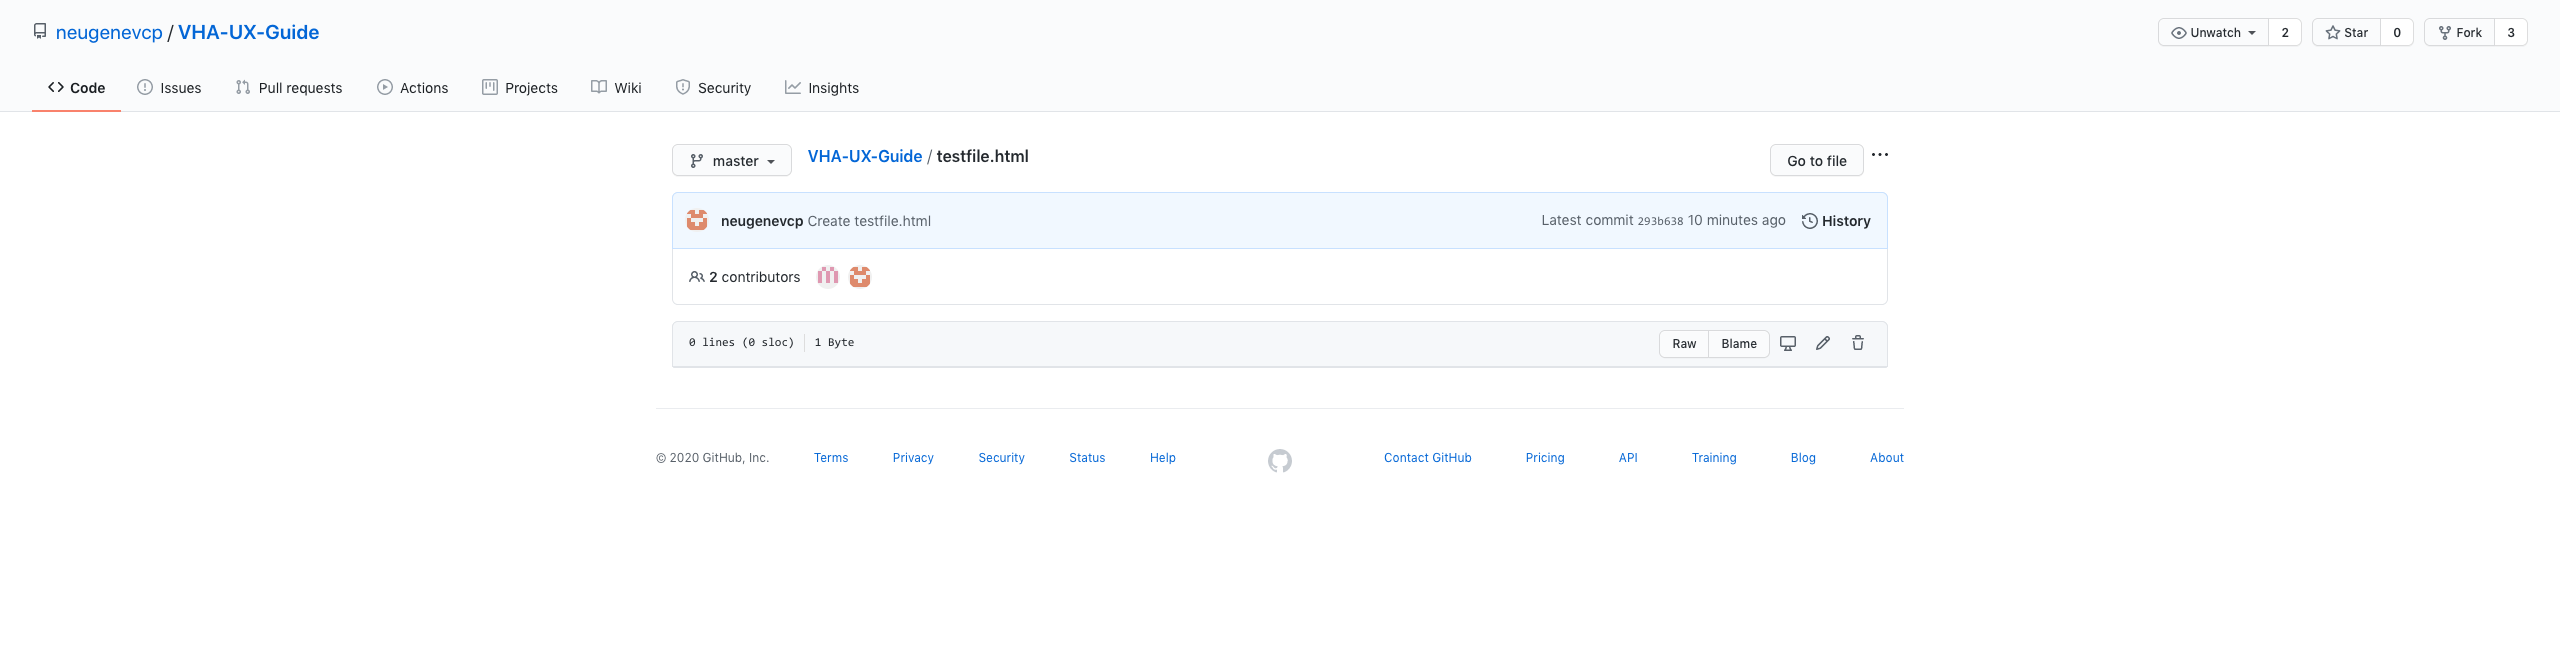 neugenevcp / VHA-UX-Guide
Unwatch 2 Star 0 Fork 3
Code Issues Pull requests Actions Projects Wiki Security Insights
master VHA-UX-Guide / testfile.html Go to file ...
neugenevcp Create testfile.html Latest commit 293b638 10 minutes ago History
2 contributors
0 lines (0 sloc) 1 Byte Raw Blame
© 2020 GitHub, Inc. Terms Privacy Security Status Help Contact GitHub Pricing API Training Blog About